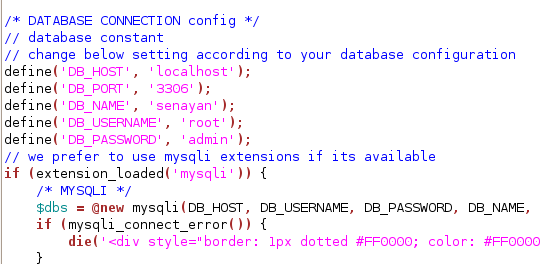 /* DATABASE CONNECTION config */
// database constant
// change below setting according to your database configuration
define('DB_HOST', 'localhost');
define('DB_PORT', '3306');
define('DB_NAME', 'senayan');
define('DB_USERNAME', 'root');
define('DB_PASSWORD', 'admin');
// we prefer to use mysqli extensions if its available
if (extension_loaded('mysqli')) {
    /* MYSQLI */
    $dbs = @new mysqli(DB_HOST, DB_USERNAME, DB_PASSWORD, DB_NAME,
    if (mysqli_connect_error()) {
        die('<div style="border: 1px dotted #FF0000; color: #FF0000
    }